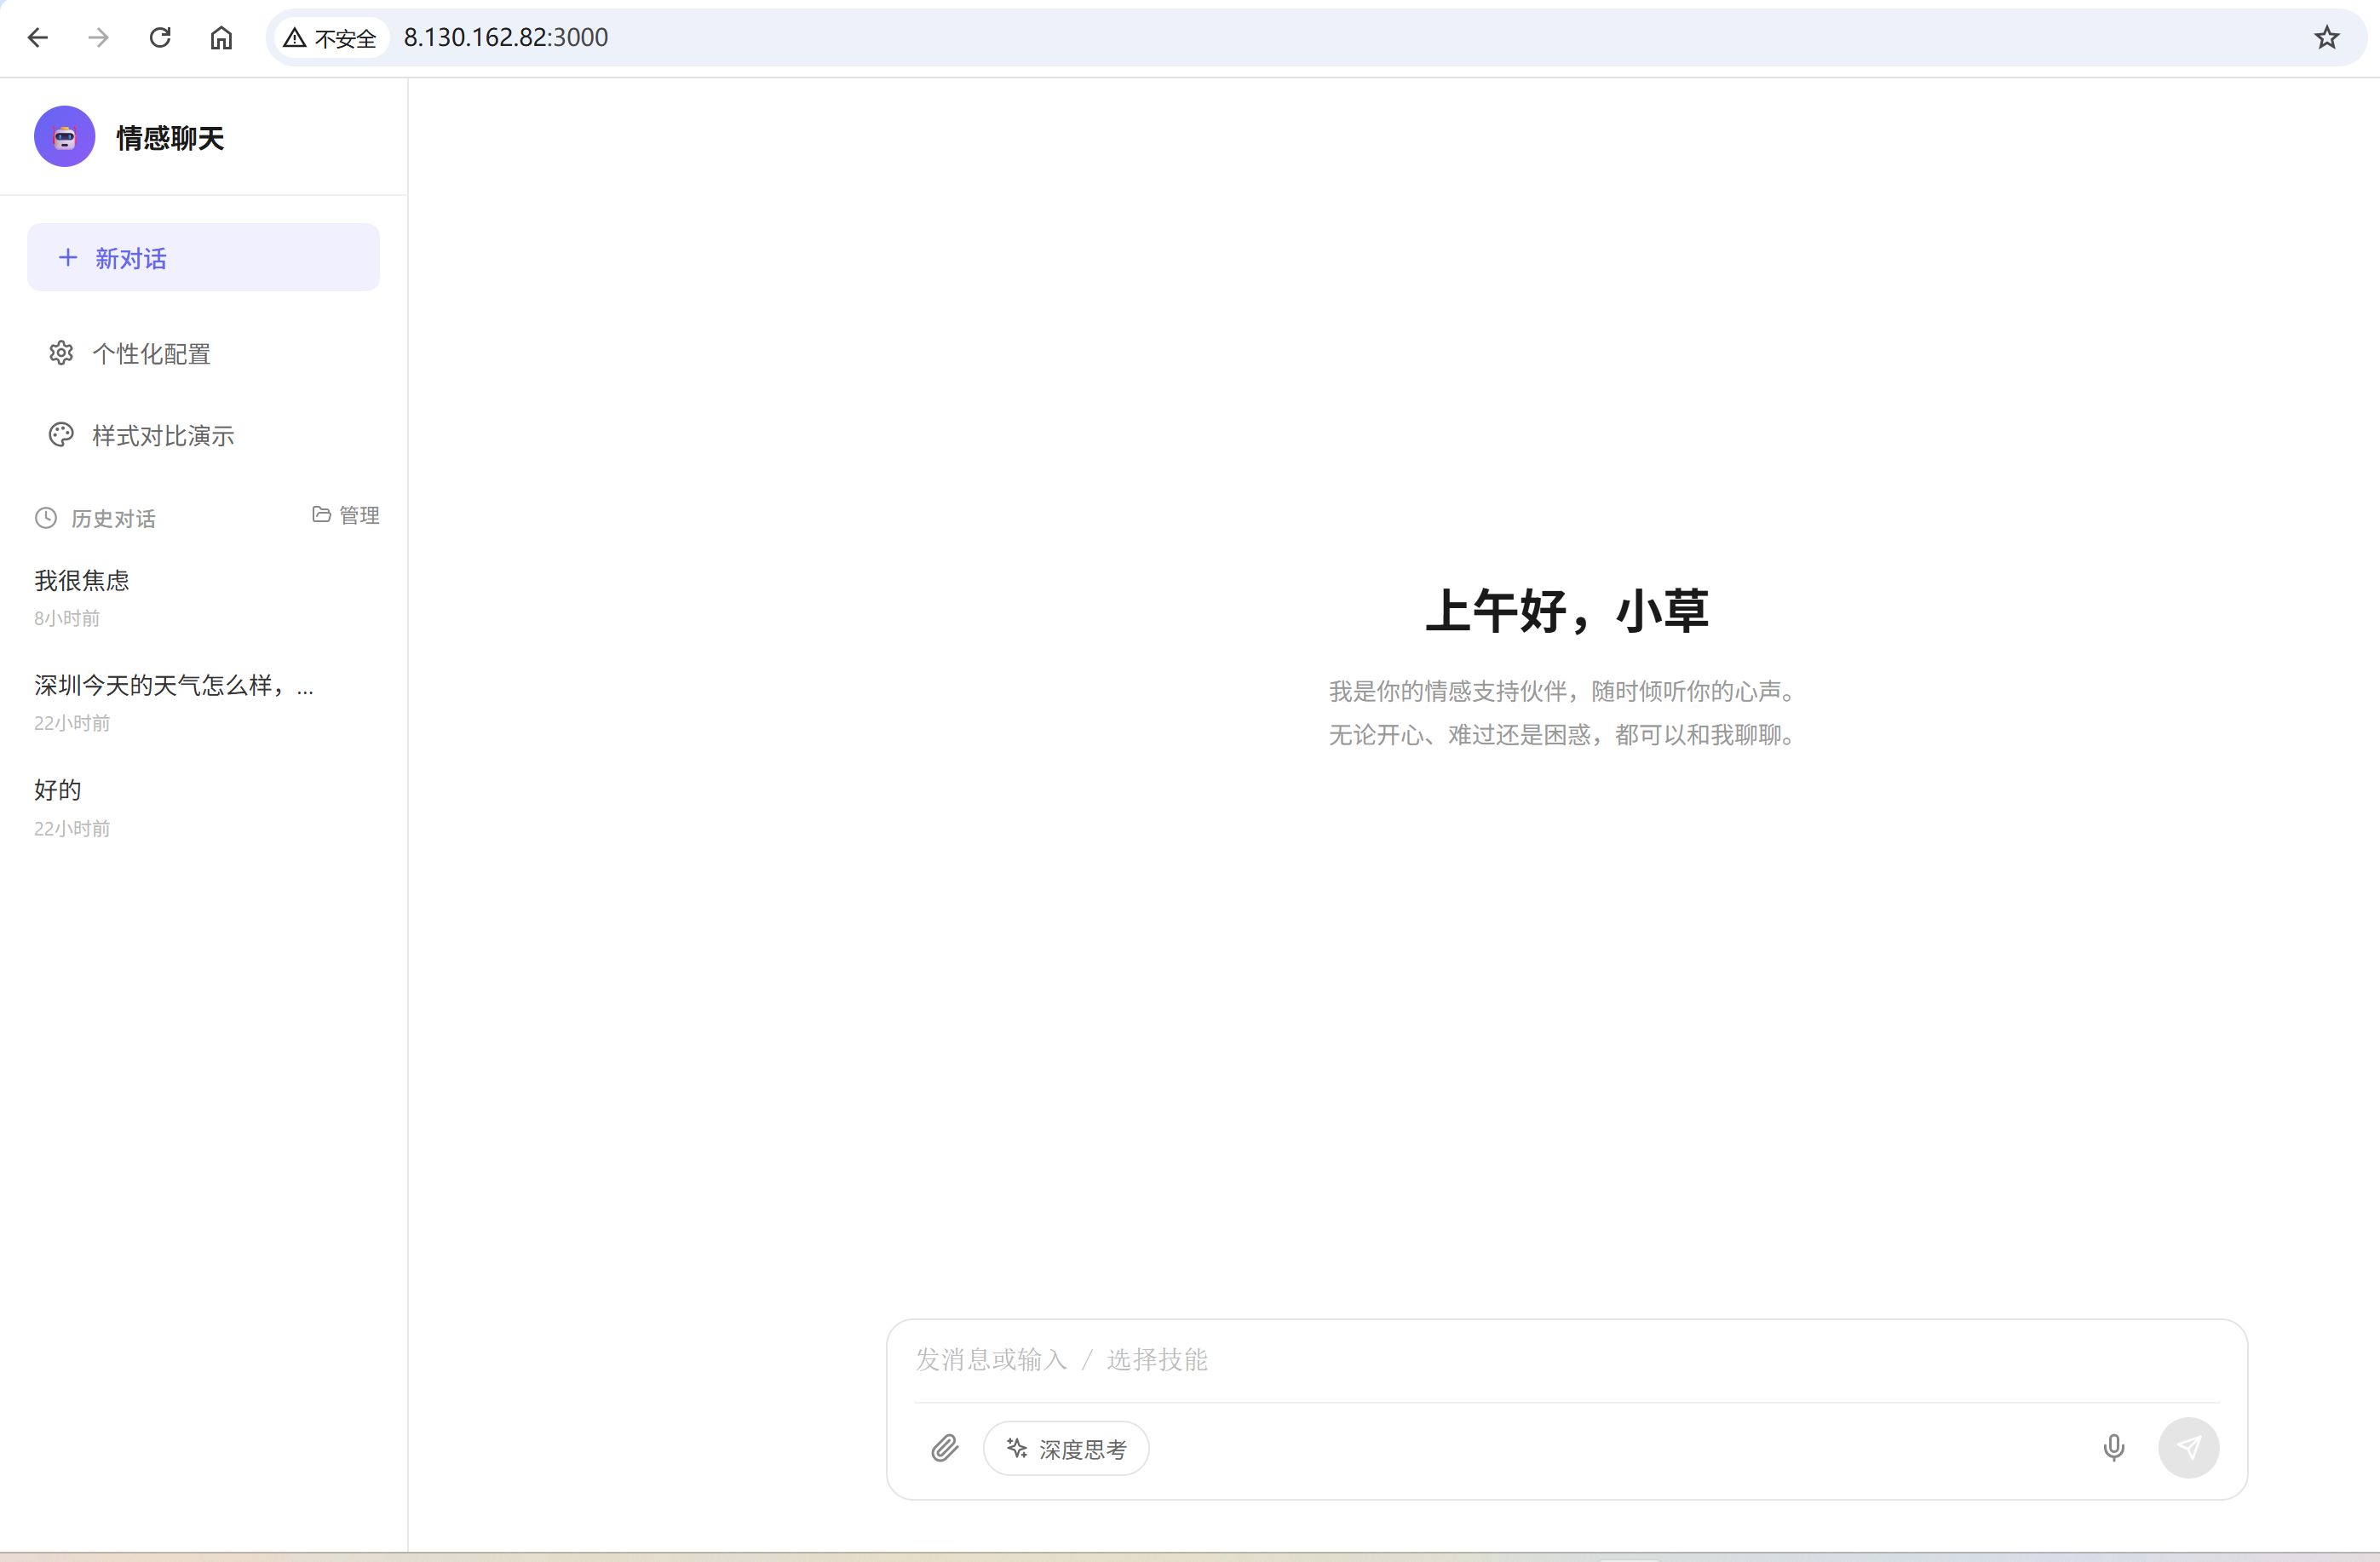 不安全 8.130.162.82:3000
情感聊天
新对话
个性化配置
样式对比演示
历史对话 管理
我很焦虑
8小时前
深圳今天的天气怎么样，...
22小时前
好的
22小时前
上午好，小草
我是你的情感支持伙伴，随时倾听你的心声。
无论开心、难过还是困惑，都可以和我聊聊。
发消息或输入 / 选择技能
深度思考